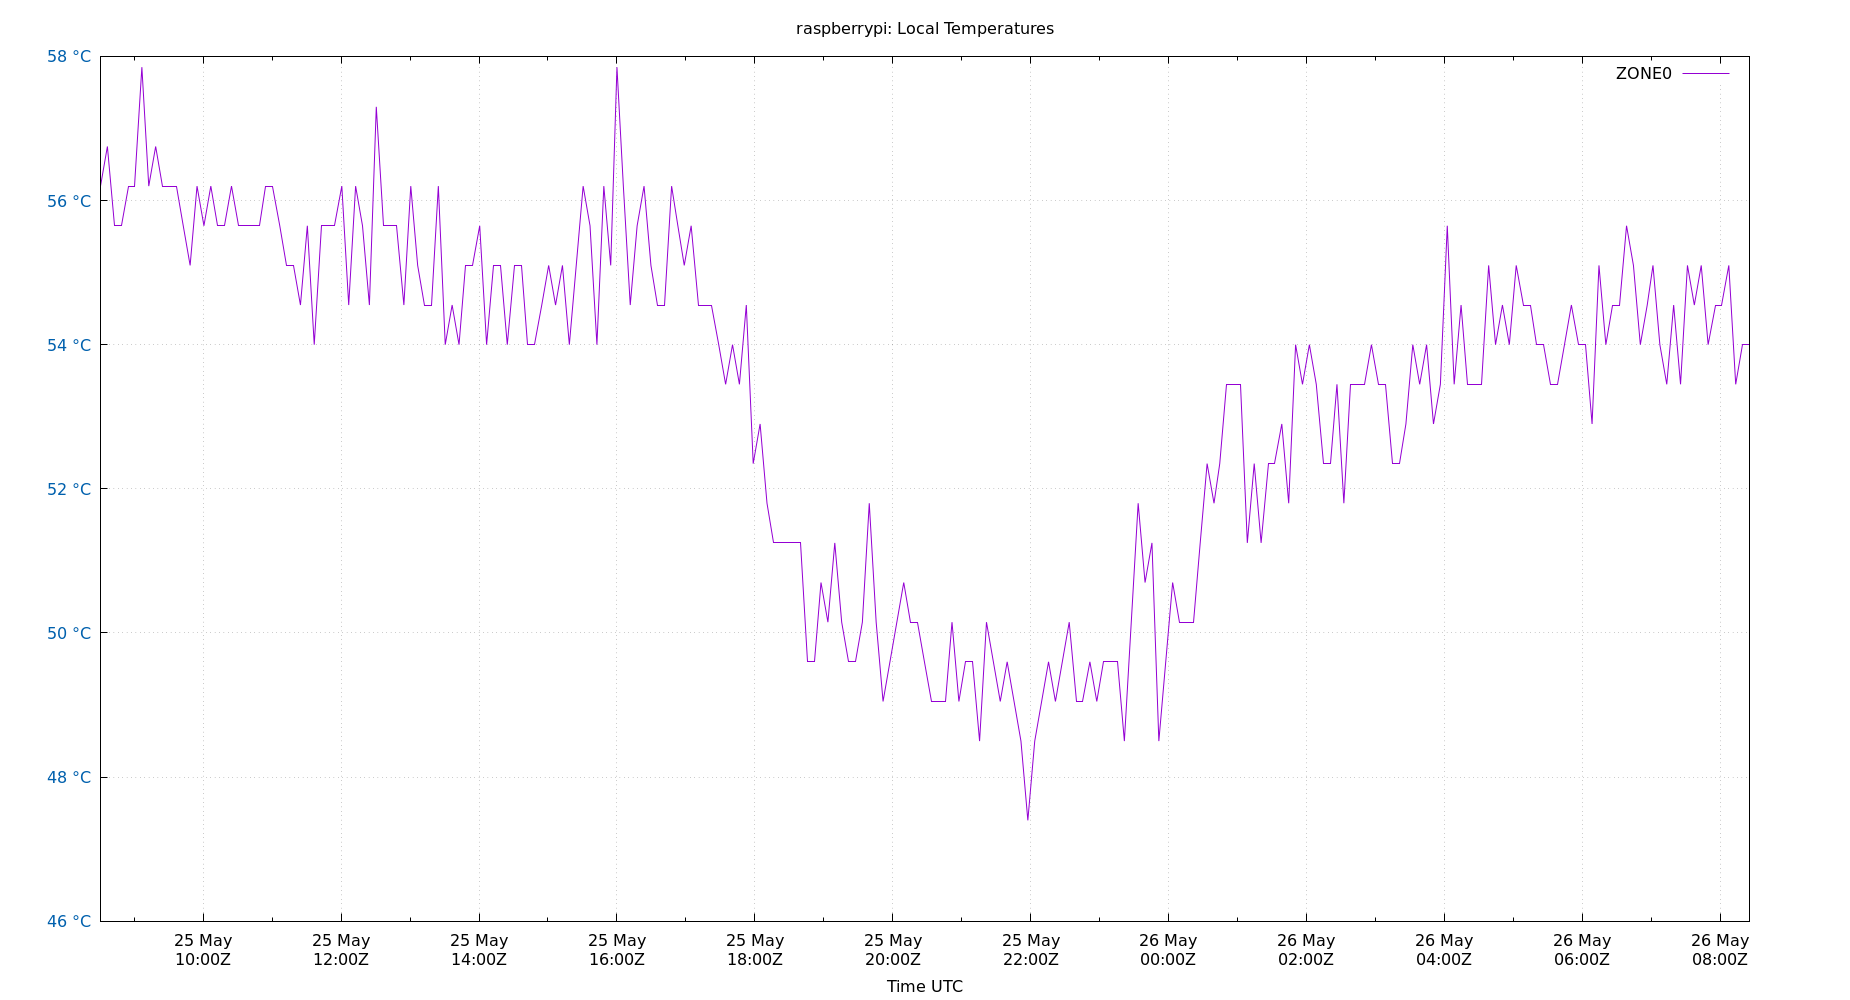 raspberrypi: Local Temperatures
58 °C
ZONE0
56 °C
54 °C
52 °C
50 °C
48 °C
46 °C
25 May 25 May 25 May 25 May 25 May 25 May 25 May 26 May 26 May 26 May 26 May 26 May
10:00Z 12:00Z 14:00Z 16:00Z 18:00Z 20:00Z 22:00Z 00:00Z 02:00Z 04:00Z 06:00Z 08:00Z
Time UTC